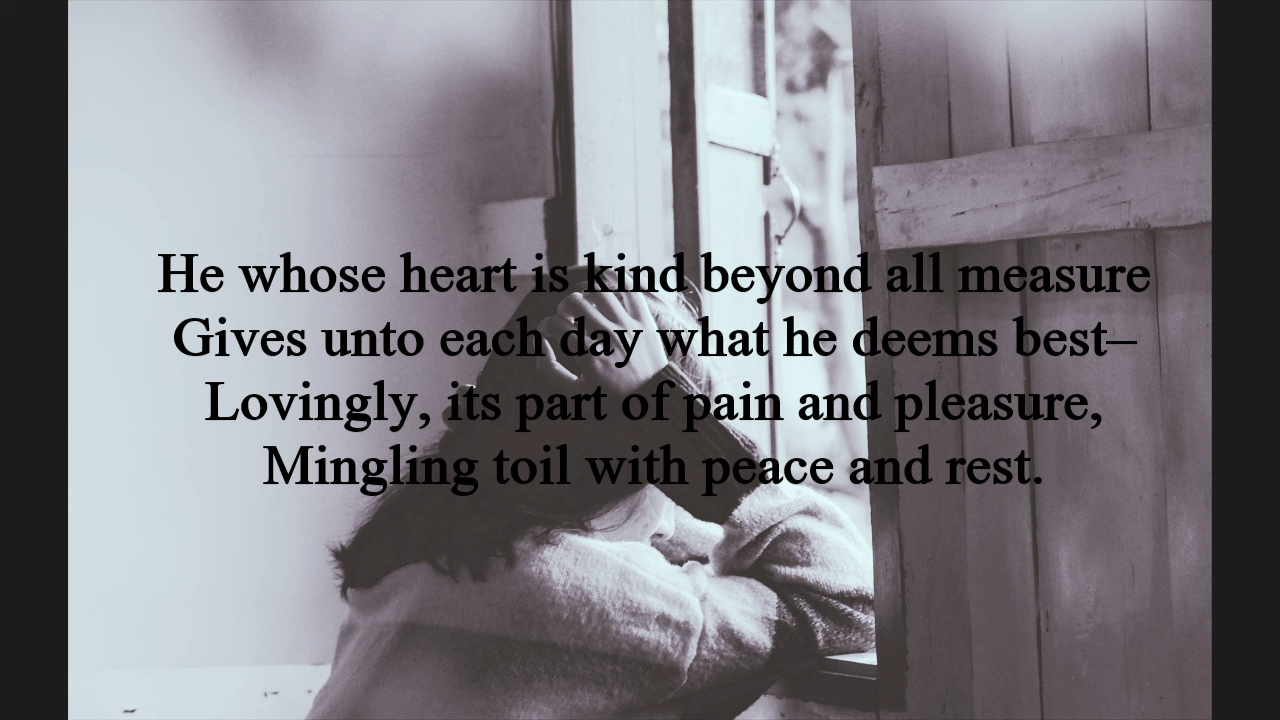 He whose heart is kind beyond all measure
Gives unto each day what he deems best–
Lovingly, its part of pain and pleasure,
Mingling toil with peace and rest.